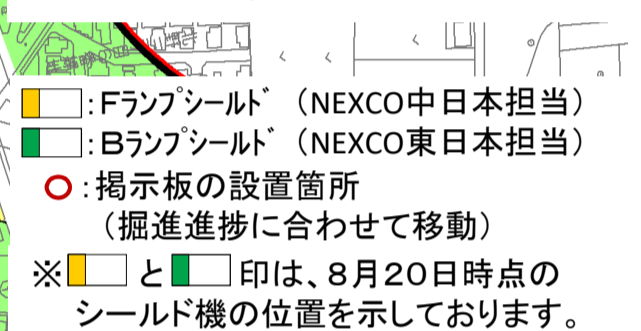 :Fランプシールド（NEXCO中日本担当）
:Bランプシールド（NEXCO東日本担当）
:掲示板の設置箇所
（掘進進捗に合わせて移動）
※ と 印は、8月20日時点の
シールド機の位置を示しております。